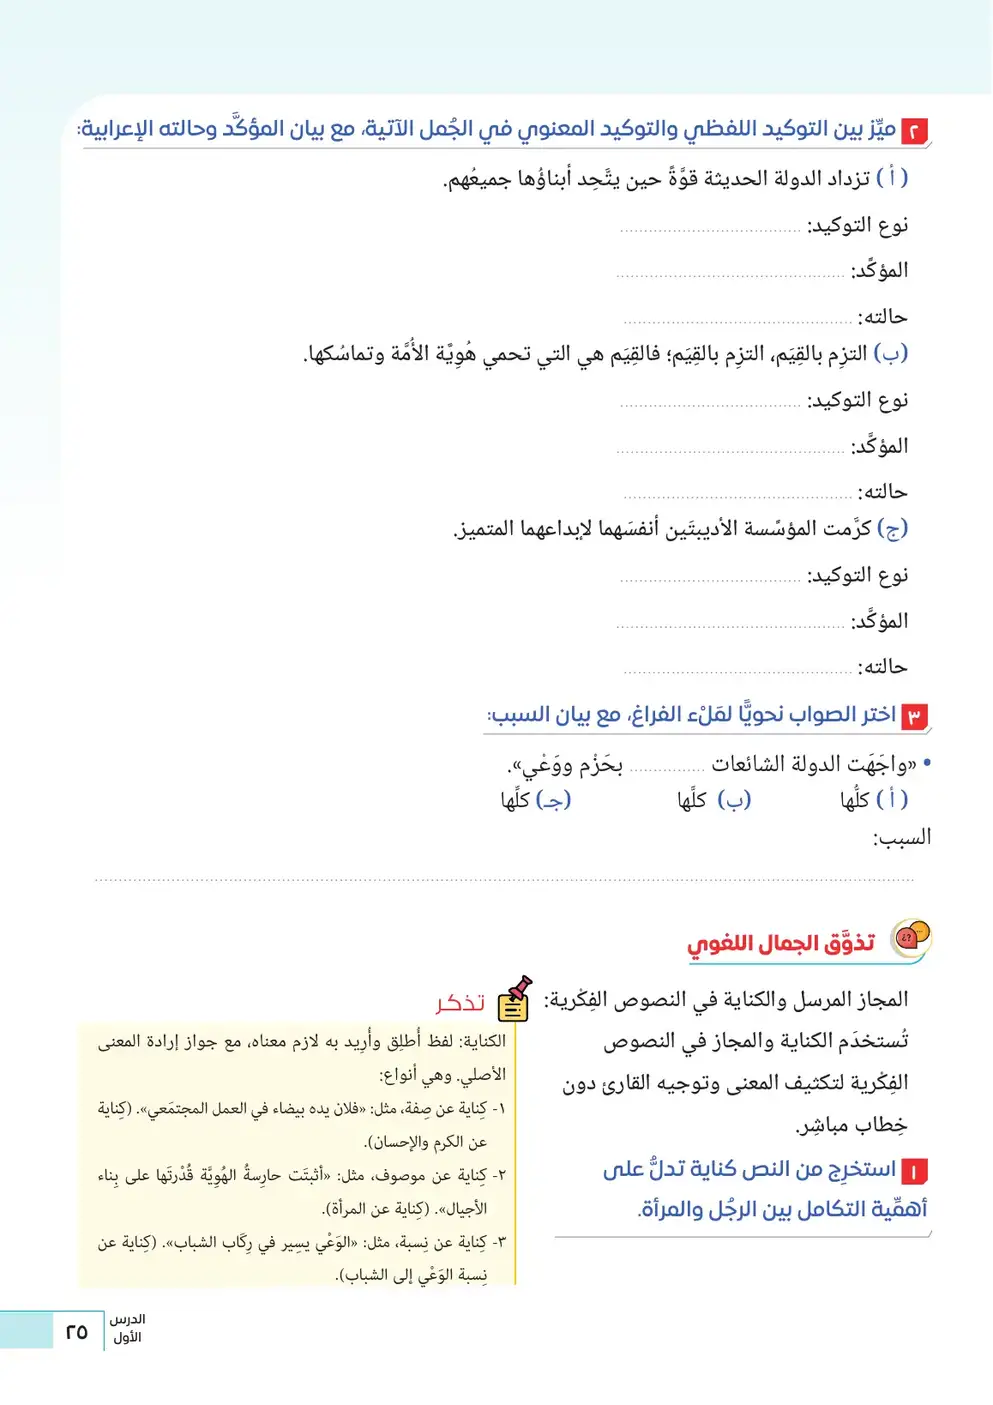 ٢ ميِّز بين التوكيد اللفظي والتوكيد المعنوي في الجُمل الآتية، مع بيان المؤكَّد وحالته الإعرابية:
( أ ) تزداد الدولة الحديثة قوَّةً حين يتَّحِد أبناؤُها جميعُهم.
نوع التوكيد: ....................................
المؤكَّد: ....................................
حالته: ....................................
(ب) التزِم بالقِيَم، التزِم بالقِيَم؛ فالقِيَم هي التي تحمي هُوِيَّة الأُمَّة وتماسُكها.
نوع التوكيد: ....................................
المؤكَّد: ....................................
حالته: ....................................
(ج) كرَّمت المؤسَّسة الأديبتَين أنفسَهما لإبداعهما المتميز.
نوع التوكيد: ....................................
المؤكَّد: ....................................
حالته: ....................................
٣ اختر الصواب نحويًّا لمَلْء الفراغ، مع بيان السبب:
• «واجَهَت الدولة الشائعات ............... بحَزْم ووَعْي».
( أ ) كلُّها (ب) كلَّها (جـ) كلِّها
السبب:
....................................
تذوَّق الجمال اللغوي
المجاز المرسل والكناية في النصوص الفِكْرية:
تُستخدَم الكناية والمجاز في النصوص
الفِكْرية لتكثيف المعنى وتوجيه القارئ دون
خِطاب مباشِر.
١ استخرِج من النص كناية تدلُّ على
أهمِّية التكامل بين الرجُل والمرأة.
تذكر
الكناية: لفظ أُطلِق وأُريد به لازم معناه، مع جواز إرادة المعنى
الأصلي. وهي أنواع:
١- كِناية عن صِفة، مثل: «فلان يده بيضاء في العمل المجتمَعي». (كِناية
عن الكرم والإحسان).
٢- كِناية عن موصوف، مثل: «أثبتَت حارِسةُ الهُوِيَّة قُدْرتَها على بِناء
الأجيال». (كِناية عن المرأة).
٣- كِناية عن نِسبة، مثل: «الوَعْي يسِير في رِكَاب الشباب». (كِناية عن
نِسبة الوَعْي إلى الشباب).
الدرس
الأول
٢٥